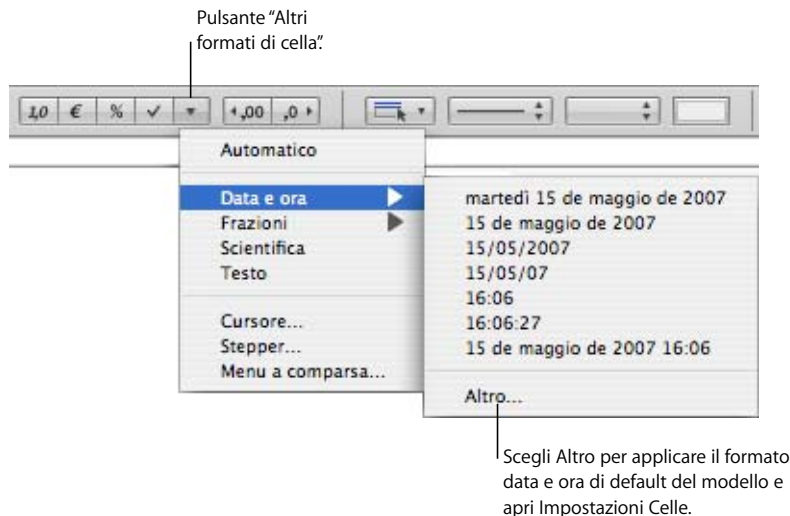 Pulsante “Altri
formati di cella”.
1,0 € % ✓ ,00 ,0
Automatico
Data e ora
Frazioni
Scientifica
Testo
Cursore...
Stepper...
Menu a comparsa...
martedì 15 de maggio de 2007
15 de maggio de 2007
15/05/2007
15/05/07
16:06
16:06:27
15 de maggio de 2007 16:06
Altro...
Scegli Altro per applicare il formato
data e ora di default del modello e
apri Impostazioni Celle.